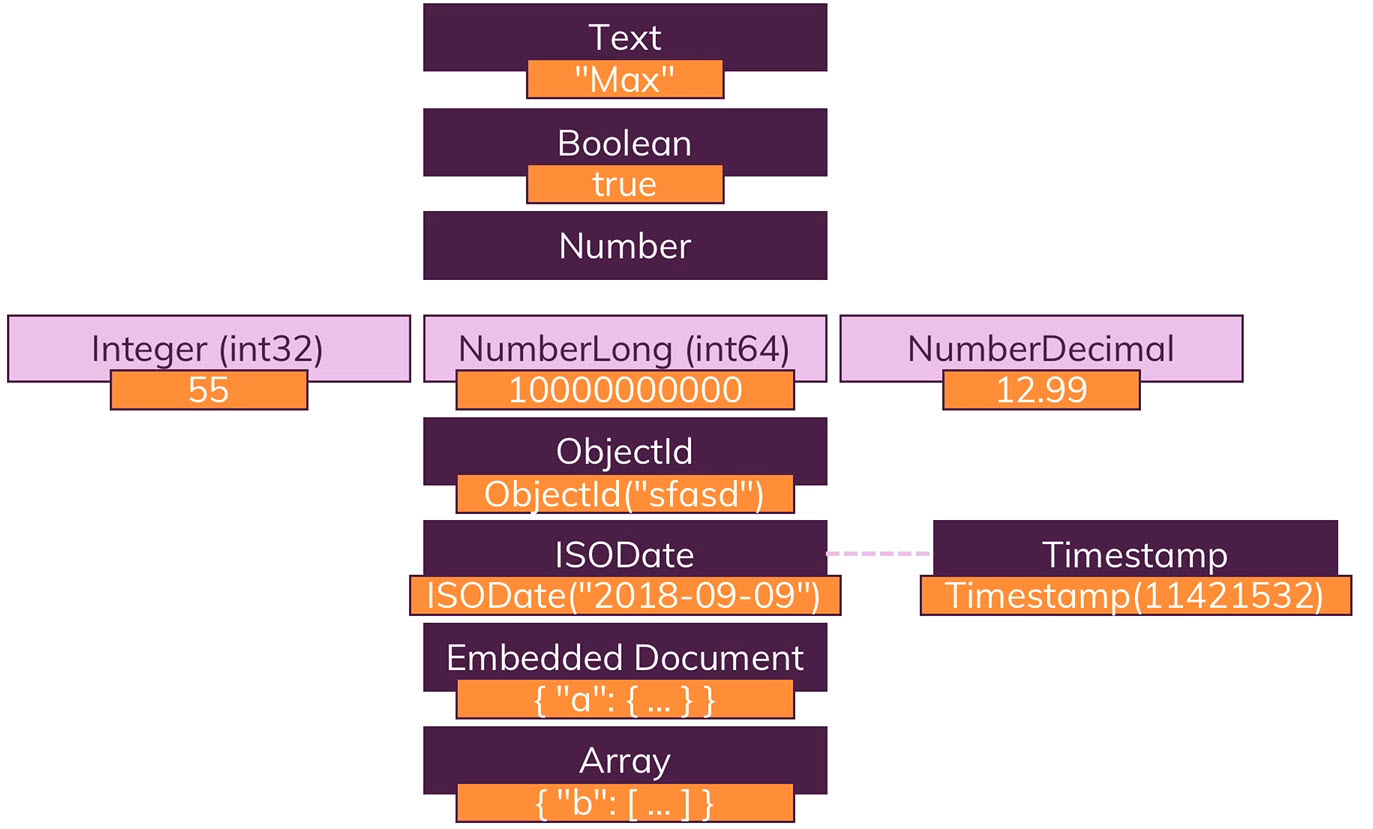 Text
"Max"
Boolean
true
Number
Integer (int32)
55
NumberLong (int64)
10000000000
NumberDecimal
12.99
ObjectId
ObjectId("sfasd")
ISODate
ISODate("2018-09-09")
Timestamp
Timestamp(11421532)
Embedded Document
{ "a": { ... } }
Array
{ "b": [ ... ] }